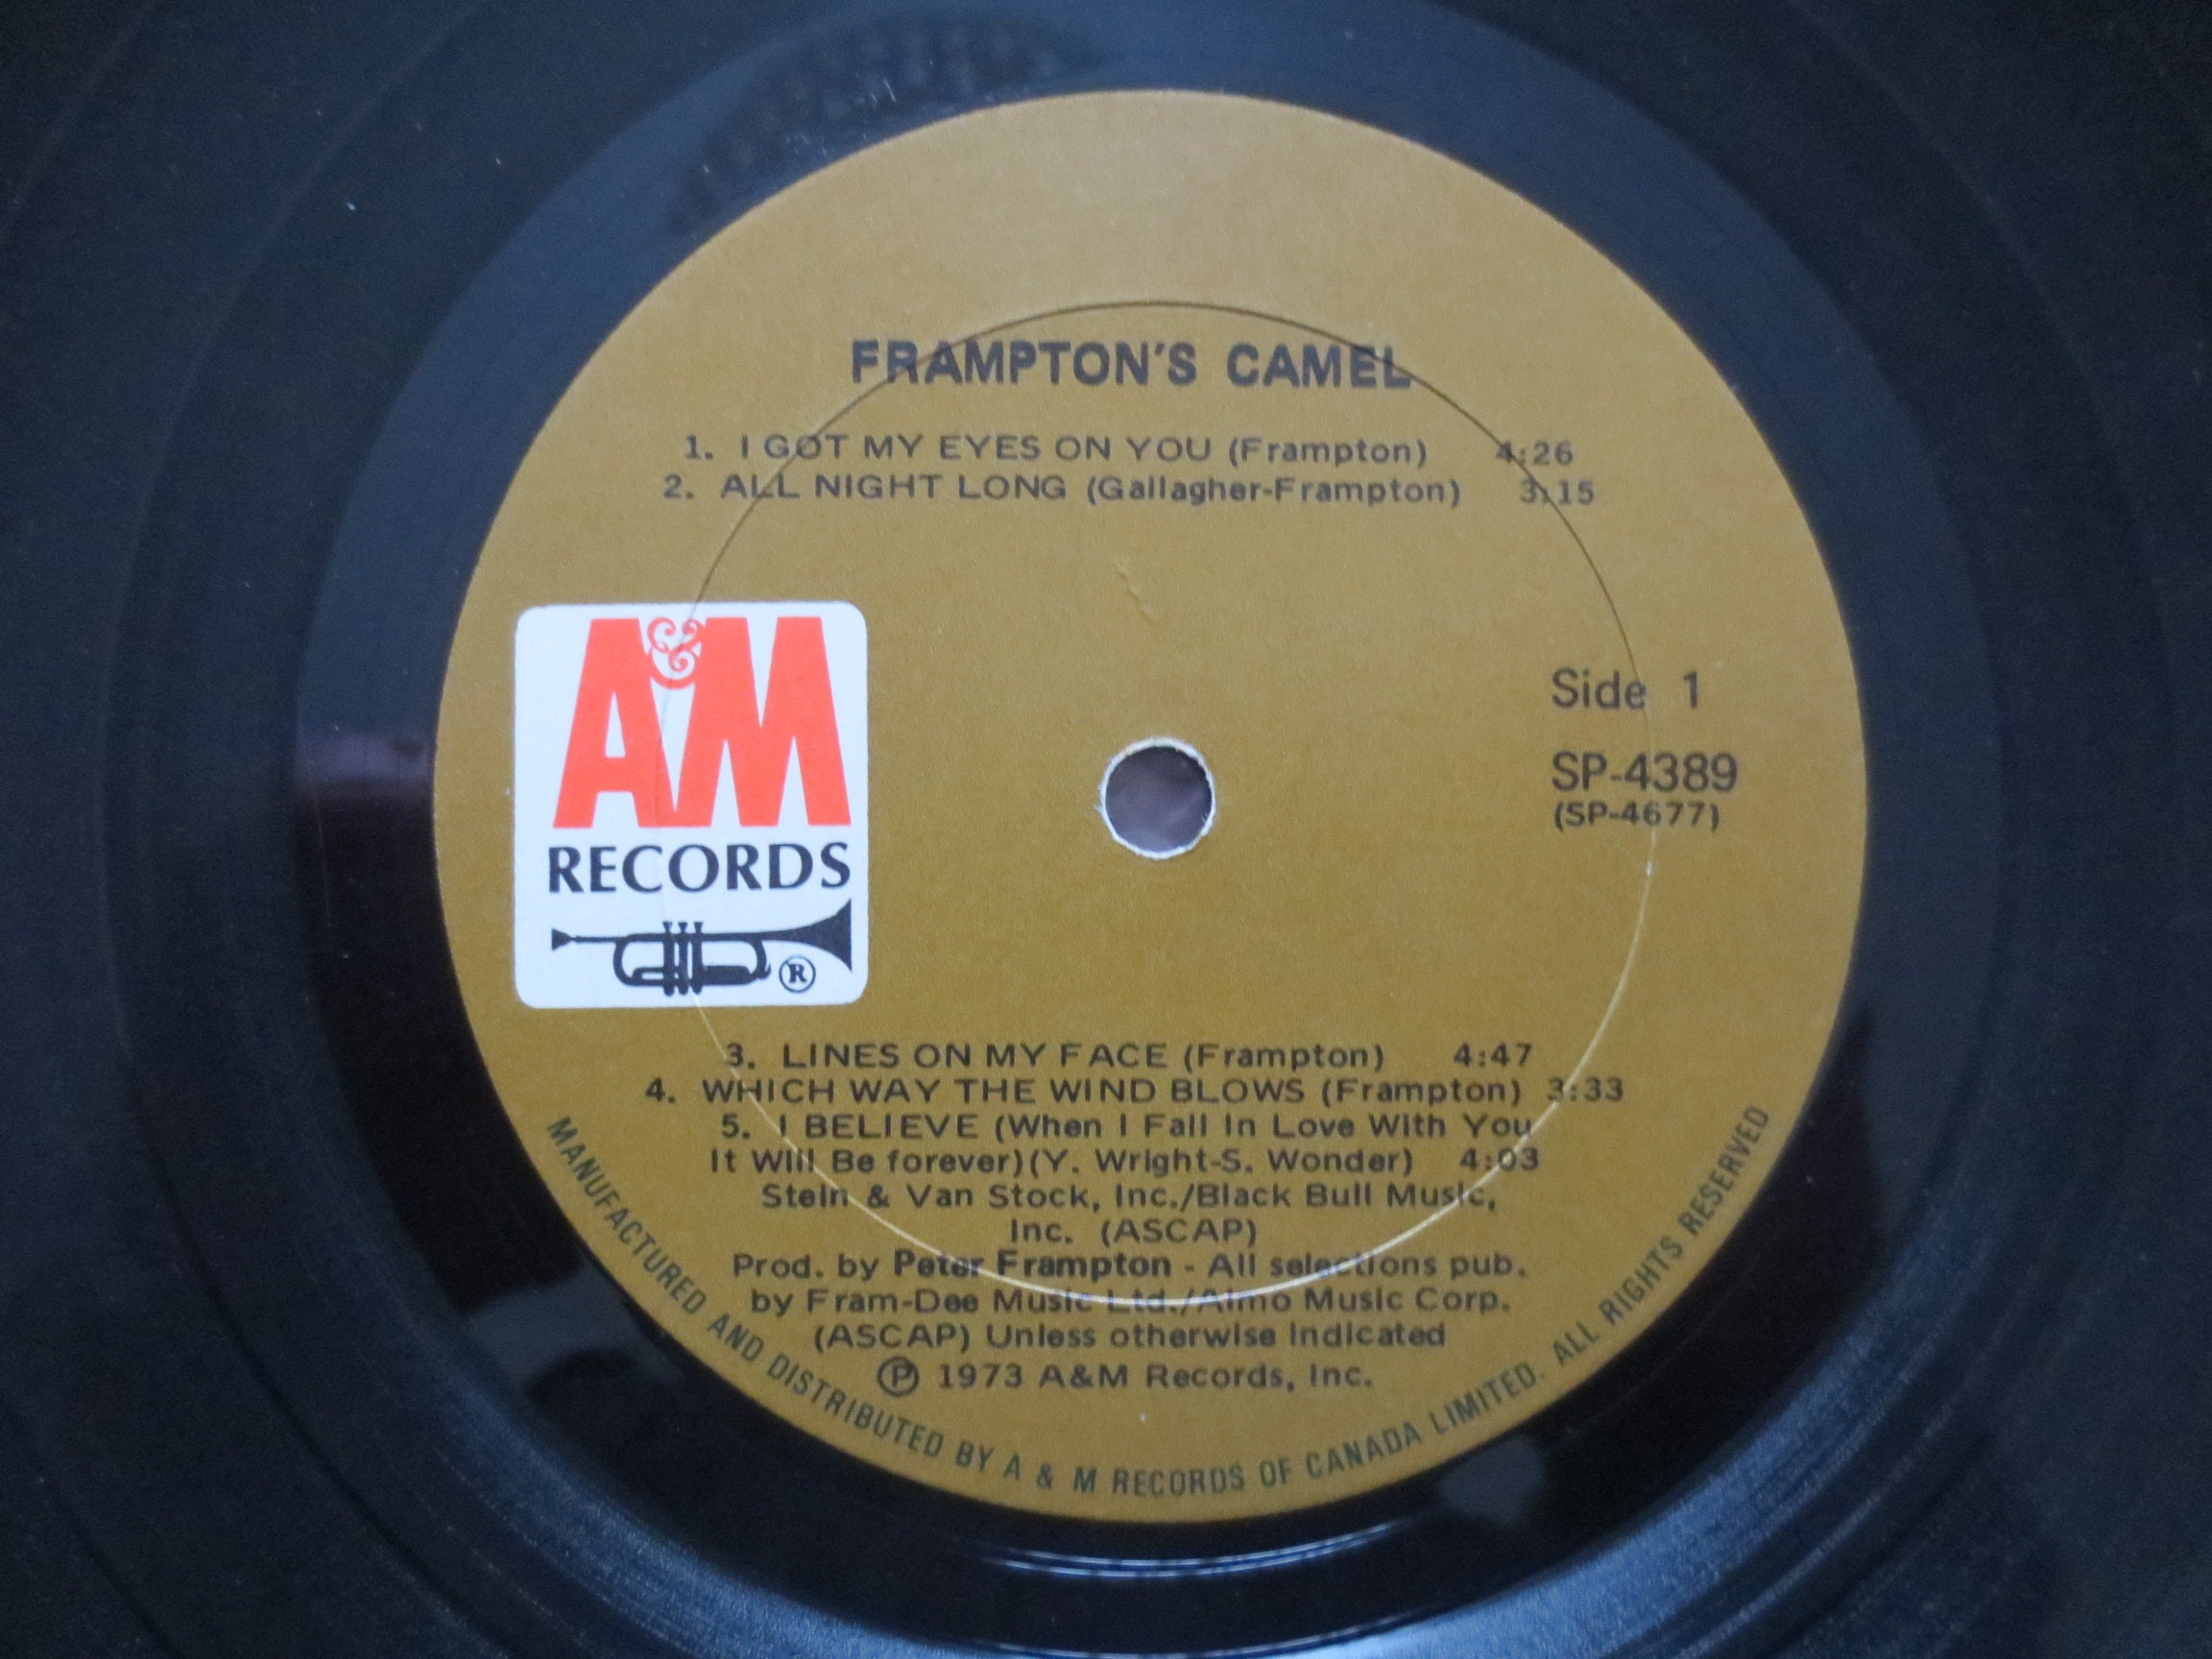 FRAMPTON'S CAMEL
1. I GOT MY EYES ON YOU (Frampton) 4:26
2. ALL NIGHT LONG (Gallagher-Frampton) 3:15
A&M
RECORDS
®
Side 1
SP-4389
(SP-4677)
3. LINES ON MY FACE (Frampton) 4:47
4. WHICH WAY THE WIND BLOWS (Frampton) 3:33
5. I BELIEVE (When I Fall In Love With You
It Will Be forever)(Y. Wright-S. Wonder) 4:03
Stein & Van Stock, Inc./Black Bull Music,
Inc. (ASCAP)
Prod. by Peter Frampton - All selections pub.
by Fram-Dee Music Ltd./Almo Music Corp.
(ASCAP) Unless otherwise indicated
Ⓟ 1973 A&M Records, Inc.
MANUFACTURED AND DISTRIBUTED BY A & M RECORDS OF CANADA LIMITED. ALL RIGHTS RESERVED